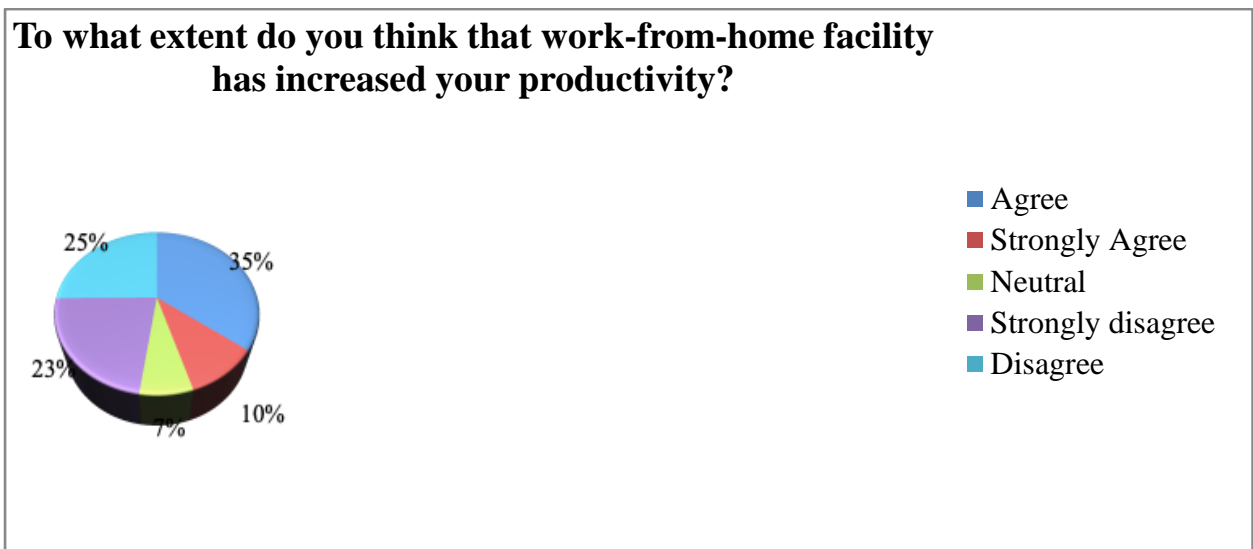 To what extent do you think that work-from-home facility
has increased your productivity?
25%
35%
23%
10%
7%
Agree
Strongly Agree
Neutral
Strongly disagree
Disagree